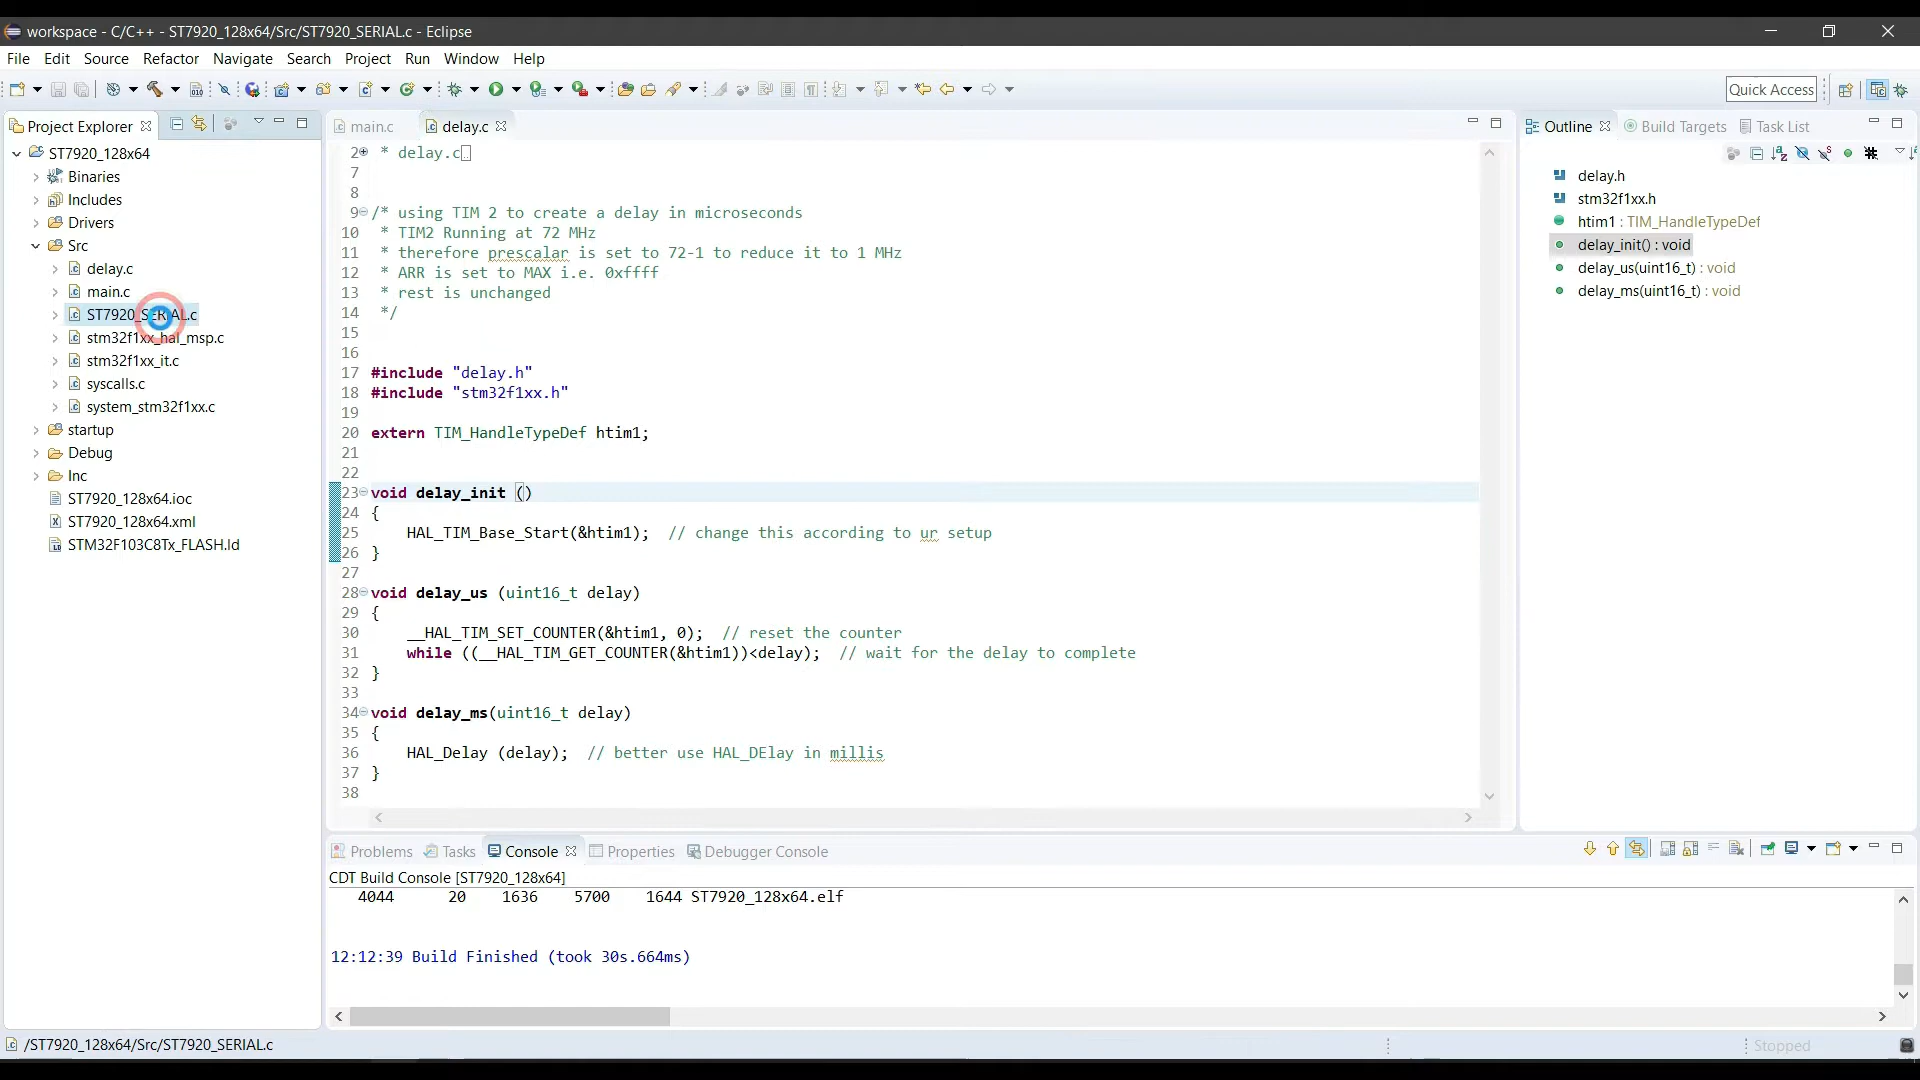 workspace - C/C++ - ST7920_128x64/Src/ST7920_SERIAL.c - Eclipse
File Edit Source Refactor Navigate Search Project Run Window Help
Quick Access
Project Explorer
ST7920_128x64
Binaries
Includes
Drivers
Src
delay.c
main.c
ST7920_SERIAL.c
stm32f1xx_hal_msp.c
stm32f1xx_it.c
syscalls.c
system_stm32f1xx.c
startup
Debug
Inc
ST7920_128x64.ioc
ST7920_128x64.xml
STM32F103C8Tx_FLASH.ld
main.c delay.c
2 * delay.c
7
8
9 /* using TIM 2 to create a delay in microseconds
10 * TIM2 Running at 72 MHz
11 * therefore prescalar is set to 72-1 to reduce it to 1 MHz
12 * ARR is set to MAX i.e. 0xffff
13 * rest is unchanged
14 */
15
16
17 #include "delay.h"
18 #include "stm32f1xx.h"
19
20 extern TIM_HandleTypeDef htim1;
21
22
23 void delay_init ()
24 {
25 HAL_TIM_Base_Start(&htim1); // change this according to ur setup
26 }
27
28 void delay_us (uint16_t delay)
29 {
30 __HAL_TIM_SET_COUNTER(&htim1, 0); // reset the counter
31 while ((__HAL_TIM_GET_COUNTER(&htim1))<delay); // wait for the delay to complete
32 }
33
34 void delay_ms(uint16_t delay)
35 {
36 HAL_Delay (delay); // better use HAL_DElay in millis
37 }
38
Outline Build Targets Task List
delay.h
stm32f1xx.h
htim1 : TIM_HandleTypeDef
delay_init() : void
delay_us(uint16_t) : void
delay_ms(uint16_t) : void
Problems Tasks Console Properties Debugger Console
CDT Build Console [ST7920_128x64]
4044 20 1636 5700 1644 ST7920_128x64.elf
12:12:39 Build Finished (took 30s.664ms)
/ST7920_128x64/Src/ST7920_SERIAL.c
Stopped